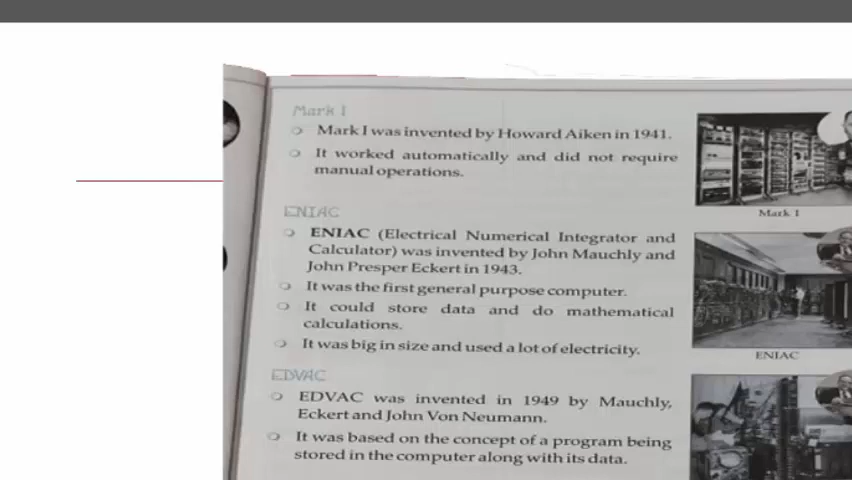 Mark I
Mark I was invented by Howard Aiken in 1941.
It worked automatically and did not require
manual operations.
Mark I
ENIAC
ENIAC (Electrical Numerical Integrator and
Calculator) was invented by John Mauchly and
John Presper Eckert in 1943.
It was the first general purpose computer.
It could store data and do mathematical
calculations.
It was big in size and used a lot of electricity.
ENIAC
EDVAC
EDVAC was invented in 1949 by Mauchly,
Eckert and John Von Neumann.
It was based on the concept of a program being
stored in the computer along with its data.